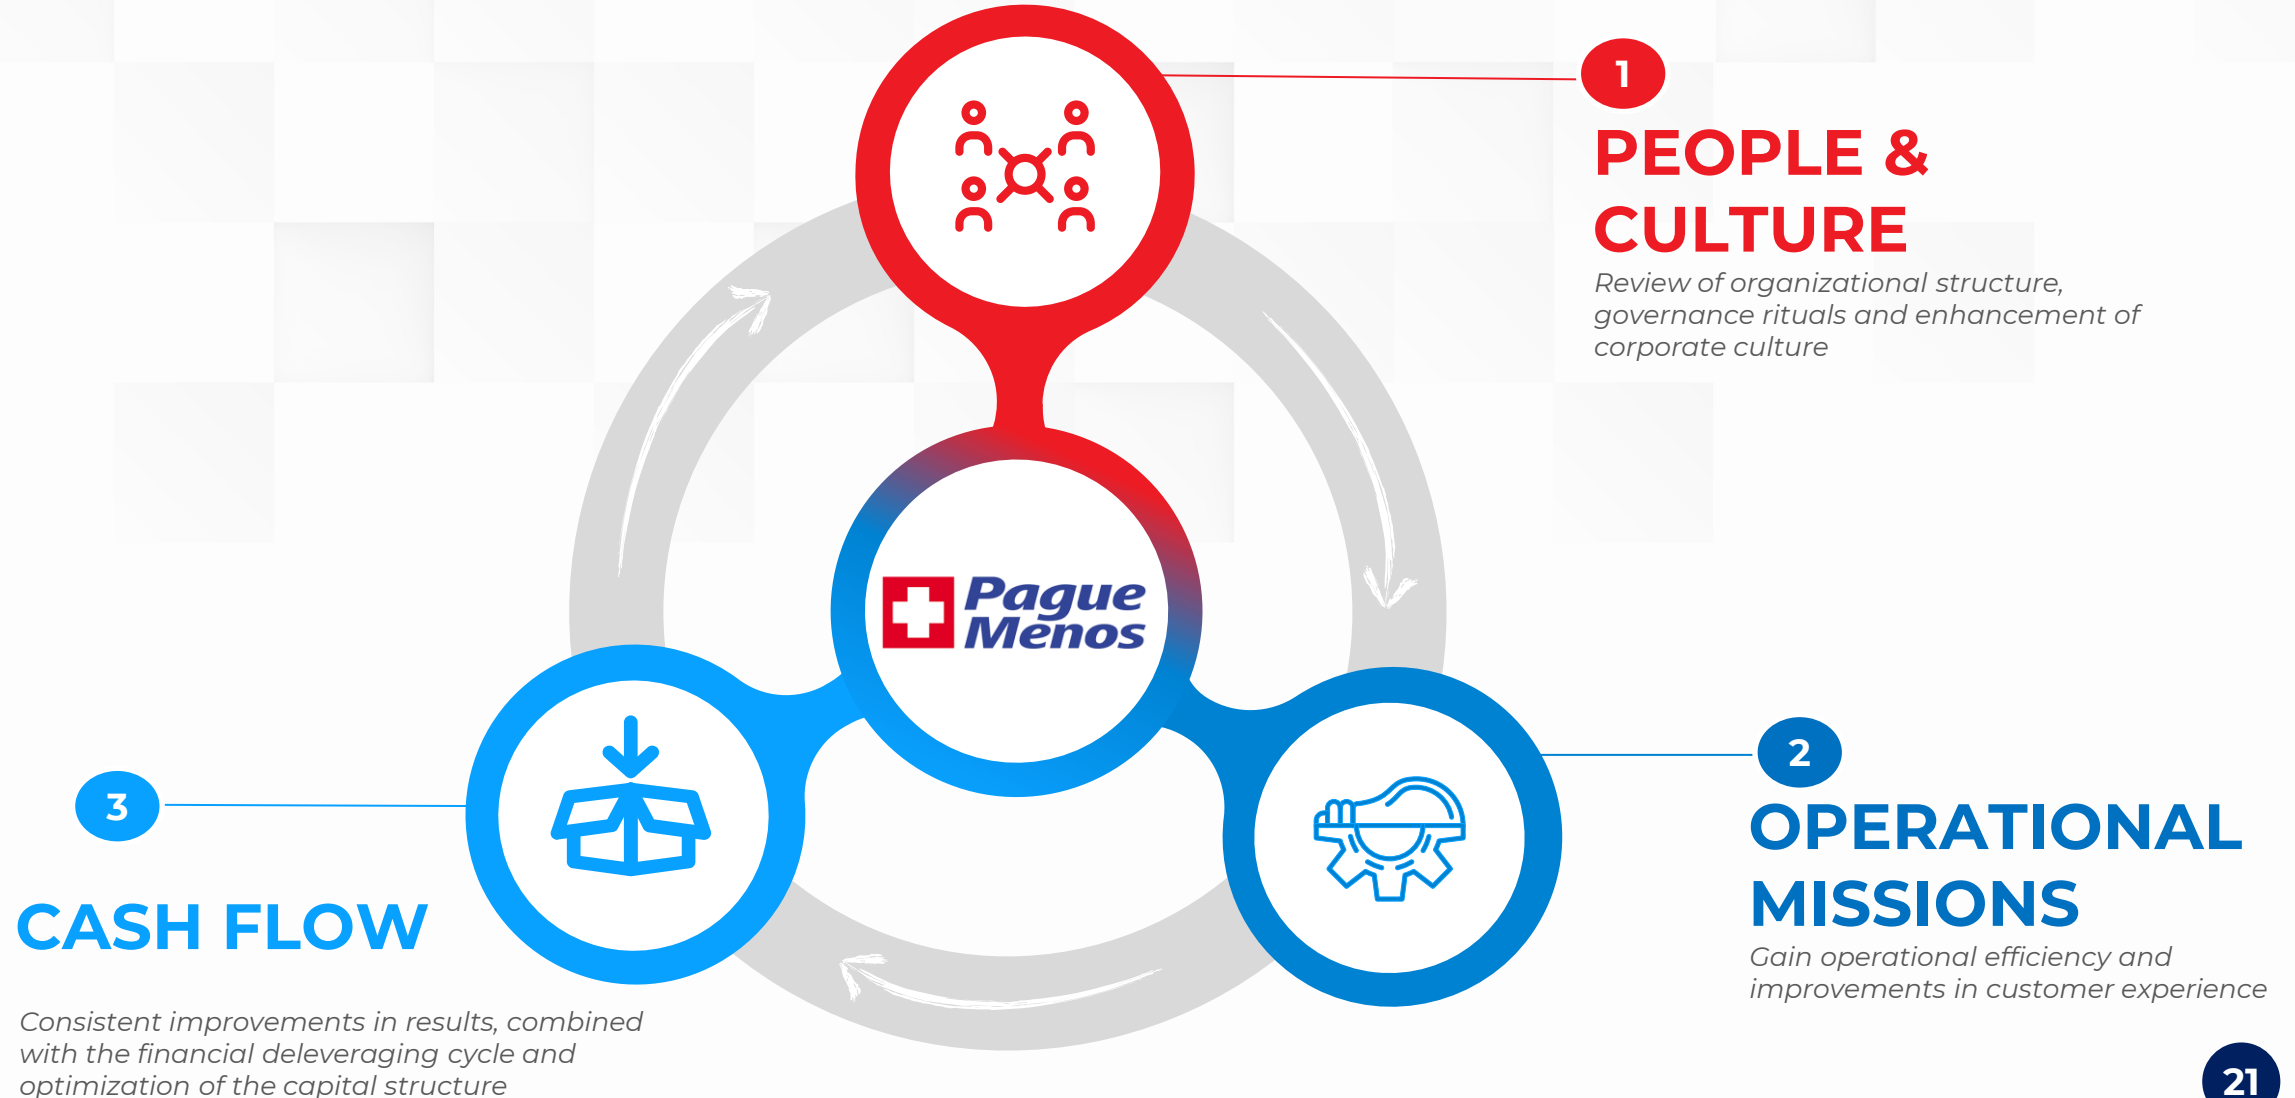 1
PEOPLE &
CULTURE
Review of organizational structure,
governance rituals and enhancement of
corporate culture
Pague
Menos
2
OPERATIONAL
MISSIONS
Gain operational efficiency and
improvements in customer experience
3
CASH FLOW
Consistent improvements in results, combined
with the financial deleveraging cycle and
optimization of the capital structure
21